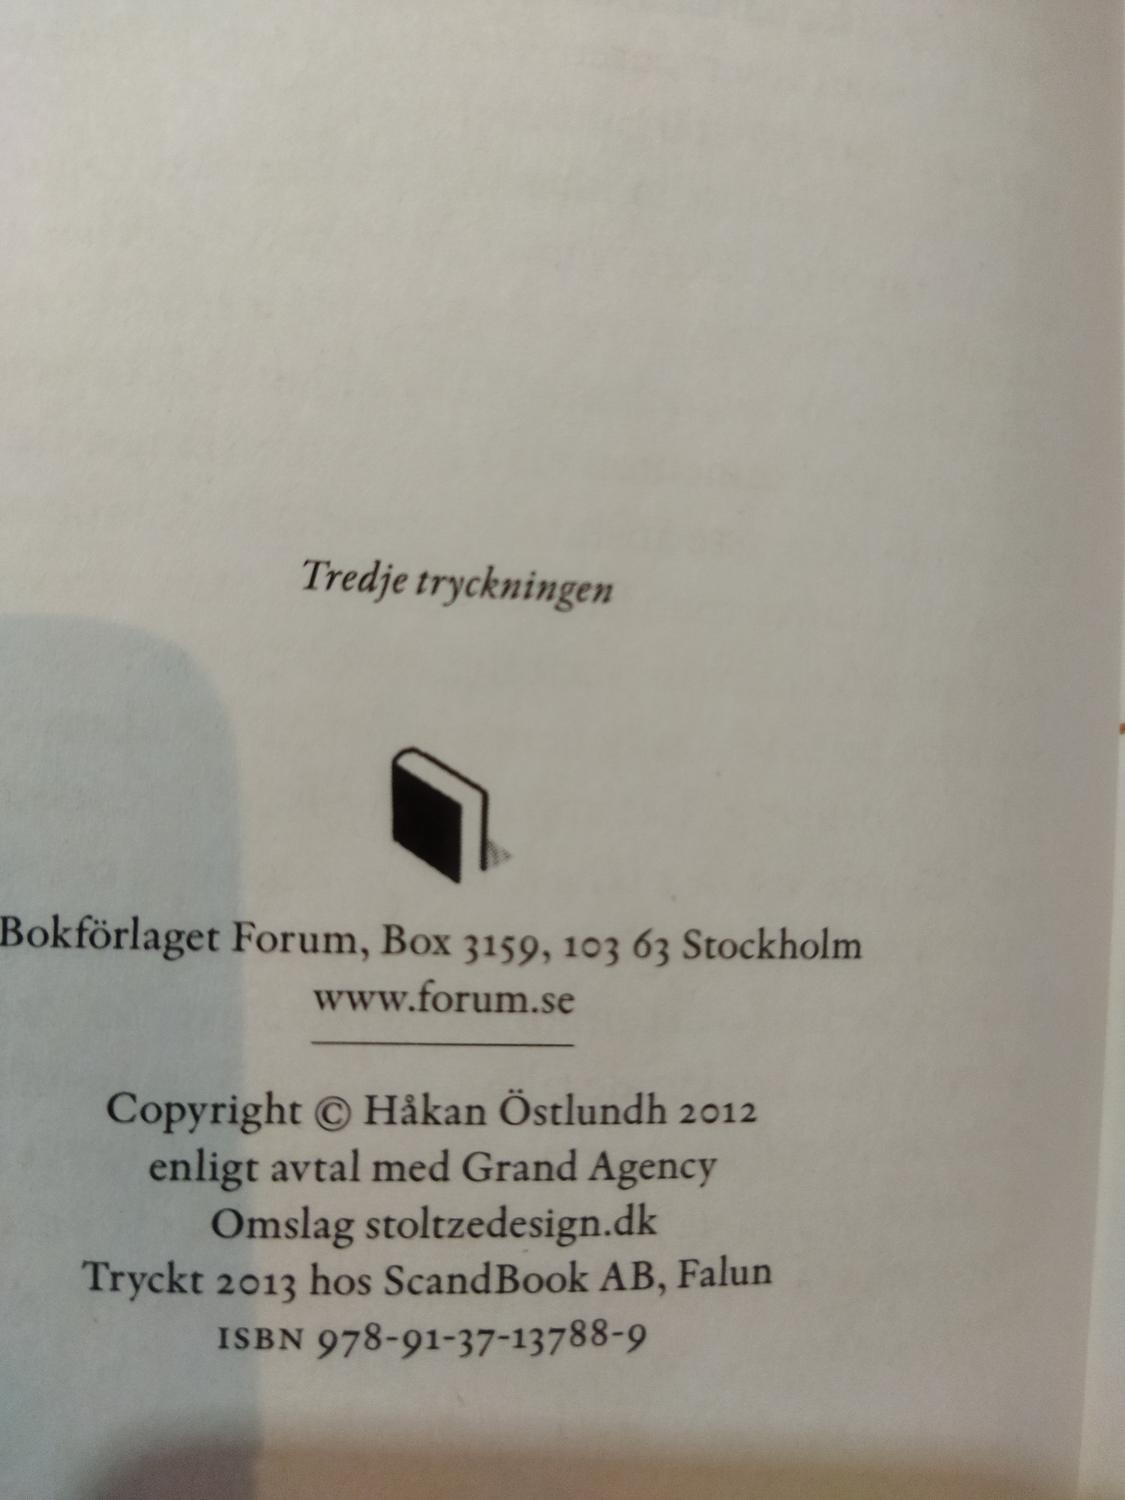 Tredje tryckningen
Bokförlaget Forum, Box 3159, 103 63 Stockholm
www.forum.se
Copyright © Håkan Östlundh 2012
enligt avtal med Grand Agency
Omslag stoltzedesign.dk
Tryckt 2013 hos ScandBook AB, Falun
ISBN 978-91-37-13788-9